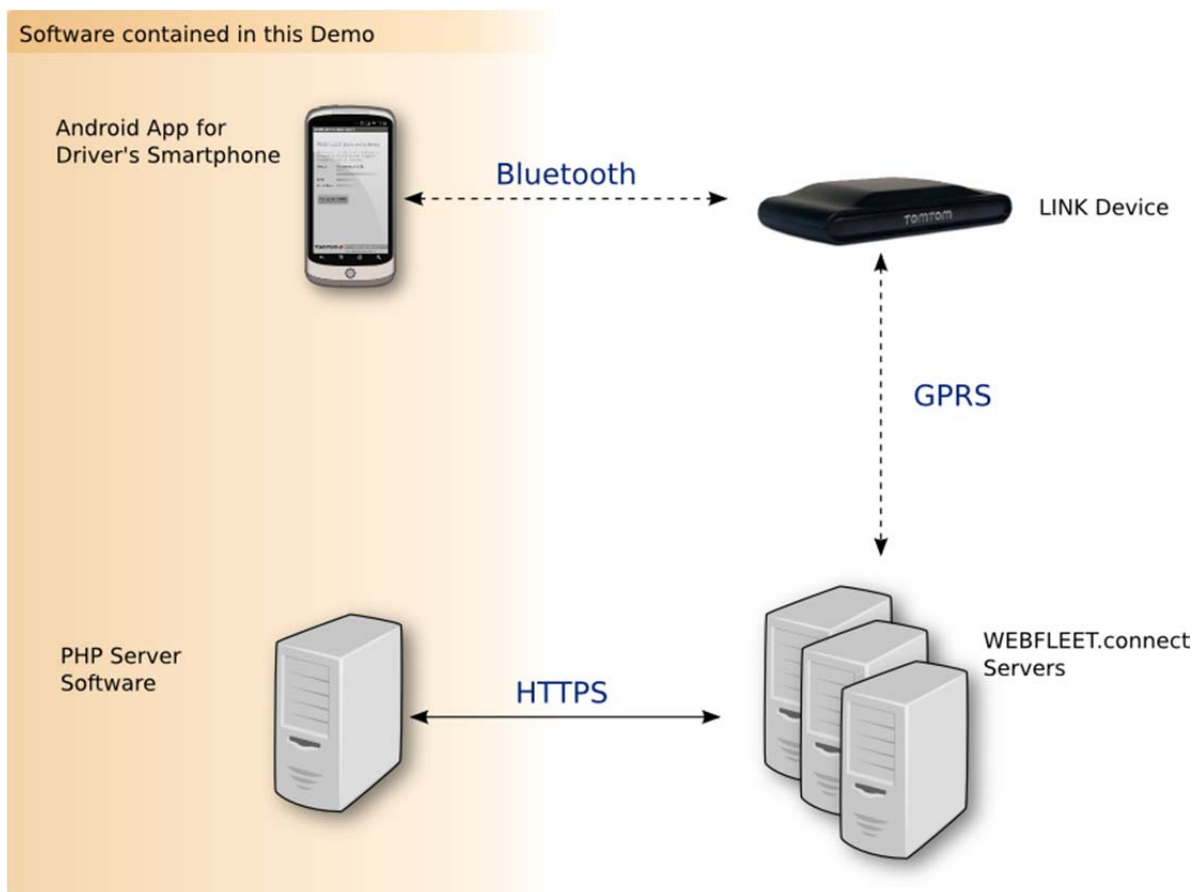 Software contained in this Demo
Android App for
Driver's Smartphone
Bluetooth
TOMTOM
LINK Device
GPRS
PHP Server
Software
HTTPS
WEBFLEET.connect
Servers